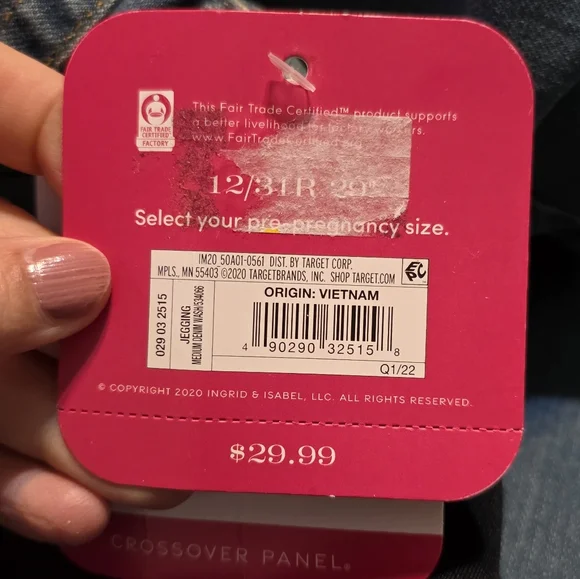 This Fair Trade Certified™ product supports
a better livelihood for factory workers.
FAIR TRADE
CERTIFIED
FACTORY
12/31R
Select your pre-pregnancy size.
IM20 50A01-0561 DIST. BY TARGET CORP.
MPLS, MN 55403 ©2020 TARGETBRANDS, INC. SHOP TARGET.COM
EPC
029 03 2515
JEGGING
MEDIUM DENIM WASH/534066
ORIGIN: VIETNAM
4 90290 32515 8
Q1/22
© COPYRIGHT 2020 INGRID & ISABEL, LLC. ALL RIGHTS RESERVED.
$29.99
CROSSOVER PANEL®